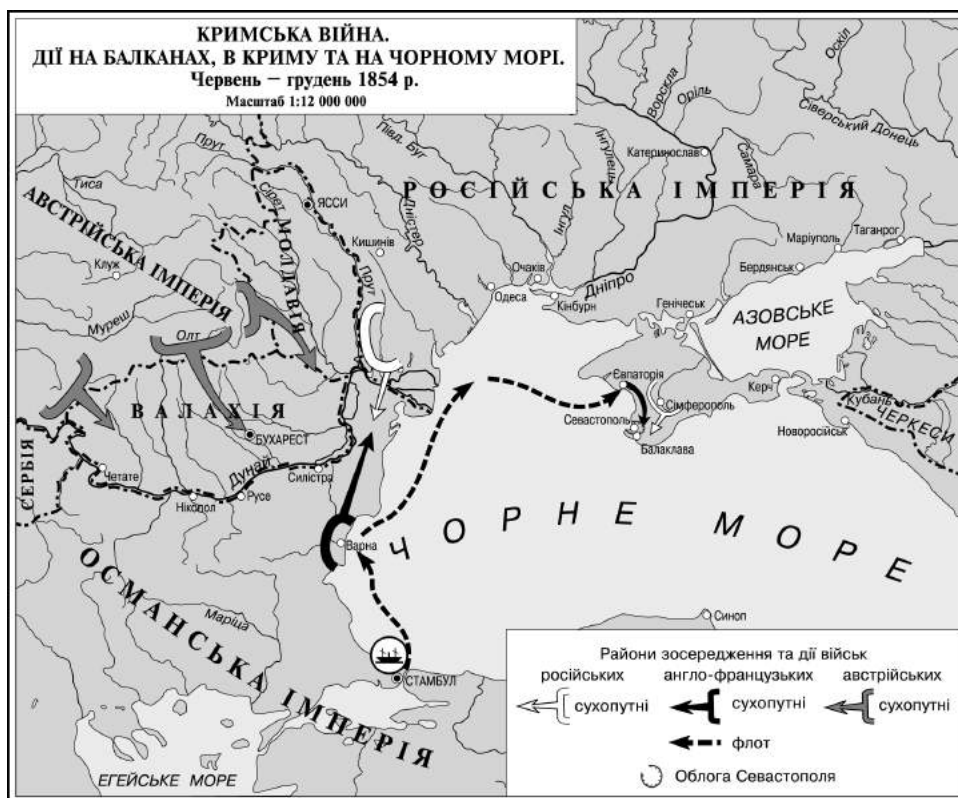 КРИМСЬКА ВІЙНА.
ДІЇ НА БАЛКАНАХ, В КРИМУ ТА НА ЧОРНОМУ МОРІ.
Червень – грудень 1854 р.
Масштаб 1:12 000 000
Оскіл
Ворскла
Оріль
Сіверський Донець
Півд. Буг
Інгулець
Катеринослав
Самара
Прут
Тиса
Сірет
ЯССИ
РОСІЙСЬКА ІМПЕРІЯ
АВСТРІЙСЬКА ІМПЕРІЯ
МОЛДАВІЯ
Дністер
Інгул
Кишинів
Клуж
Прут
Маріуполь
Таганрог
Очаків
Бердянськ
Одеса
Кінбурн
Дніпро
Генічеськ
Муреш
Олт
АЗОВСЬКЕ
МОРЕ
Євпаторія
Керч
Сімферополь
Кубань
ЧЕРКЕСИ
ВАЛАХІЯ
Севастополь
Новоросійськ
БУХАРЕСТ
Балаклава
СЕРБІЯ
Четате
Дунай
Силістра
Нікопол
Русе
Варна
ЧОРНЕ МОРЕ
ОСМАНСЬКА ІМПЕРІЯ
Маріца
Синоп
СТАМБУЛ
ЕГЕЙСЬКЕ МОРЕ
Райони зосередження та дії військ
російських англо-французьких австрійських
сухопутні сухопутні сухопутні
флот
Облога Севастополя